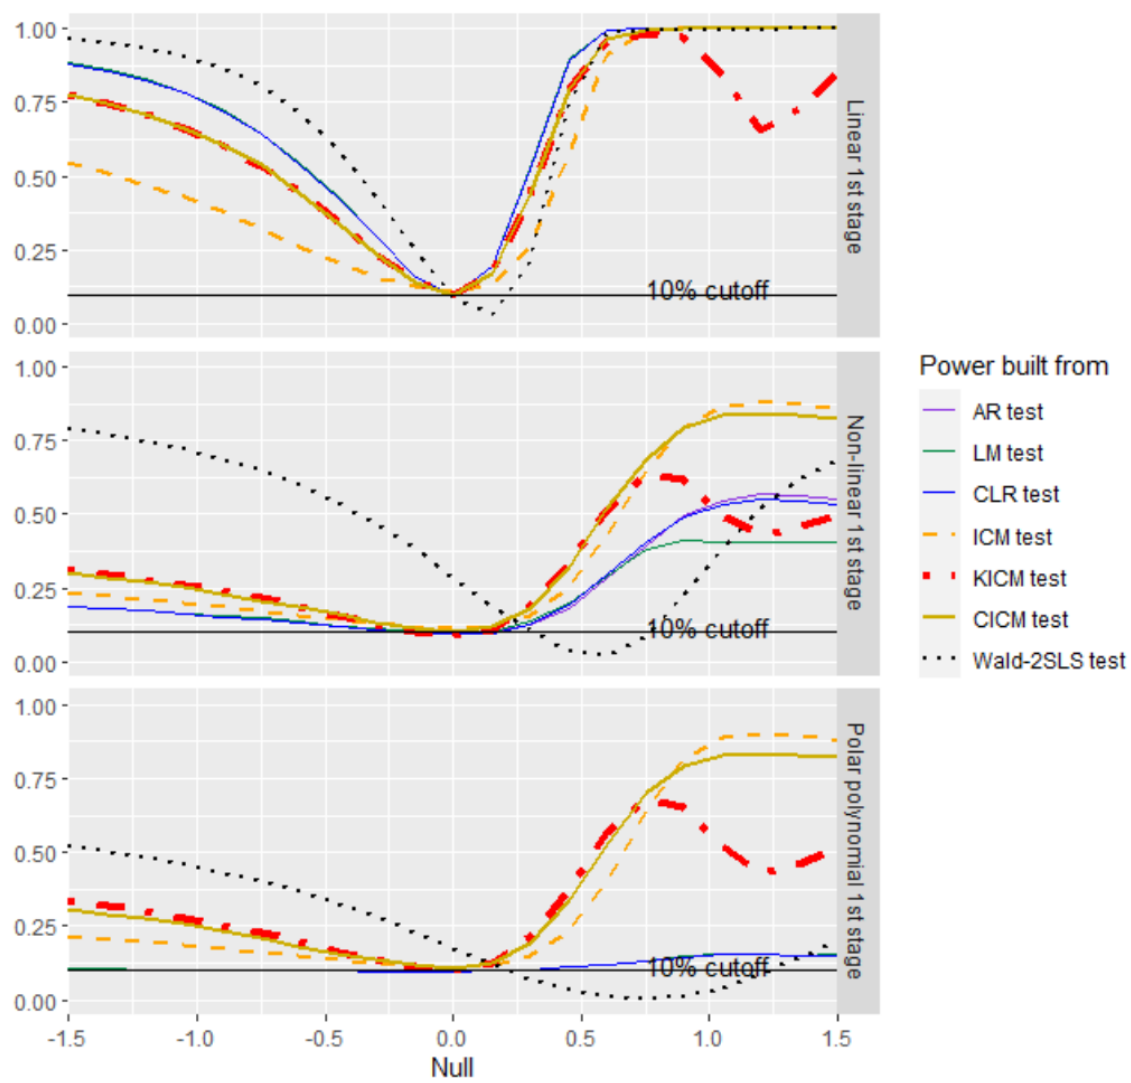 1.00
0.75
0.50
0.25
0.00
10% cutoff
Linear 1st stage
1.00
0.75
0.50
0.25
0.00
10% cutoff
Non-linear 1st stage
1.00
0.75
0.50
0.25
0.00
10% cutoff
Polar polynomial 1st stage
-1.5 -1.0 -0.5 0.0 0.5 1.0 1.5
Null
Power built from
AR test
LM test
CLR test
ICM test
KICM test
CICM test
Wald-2SLS test